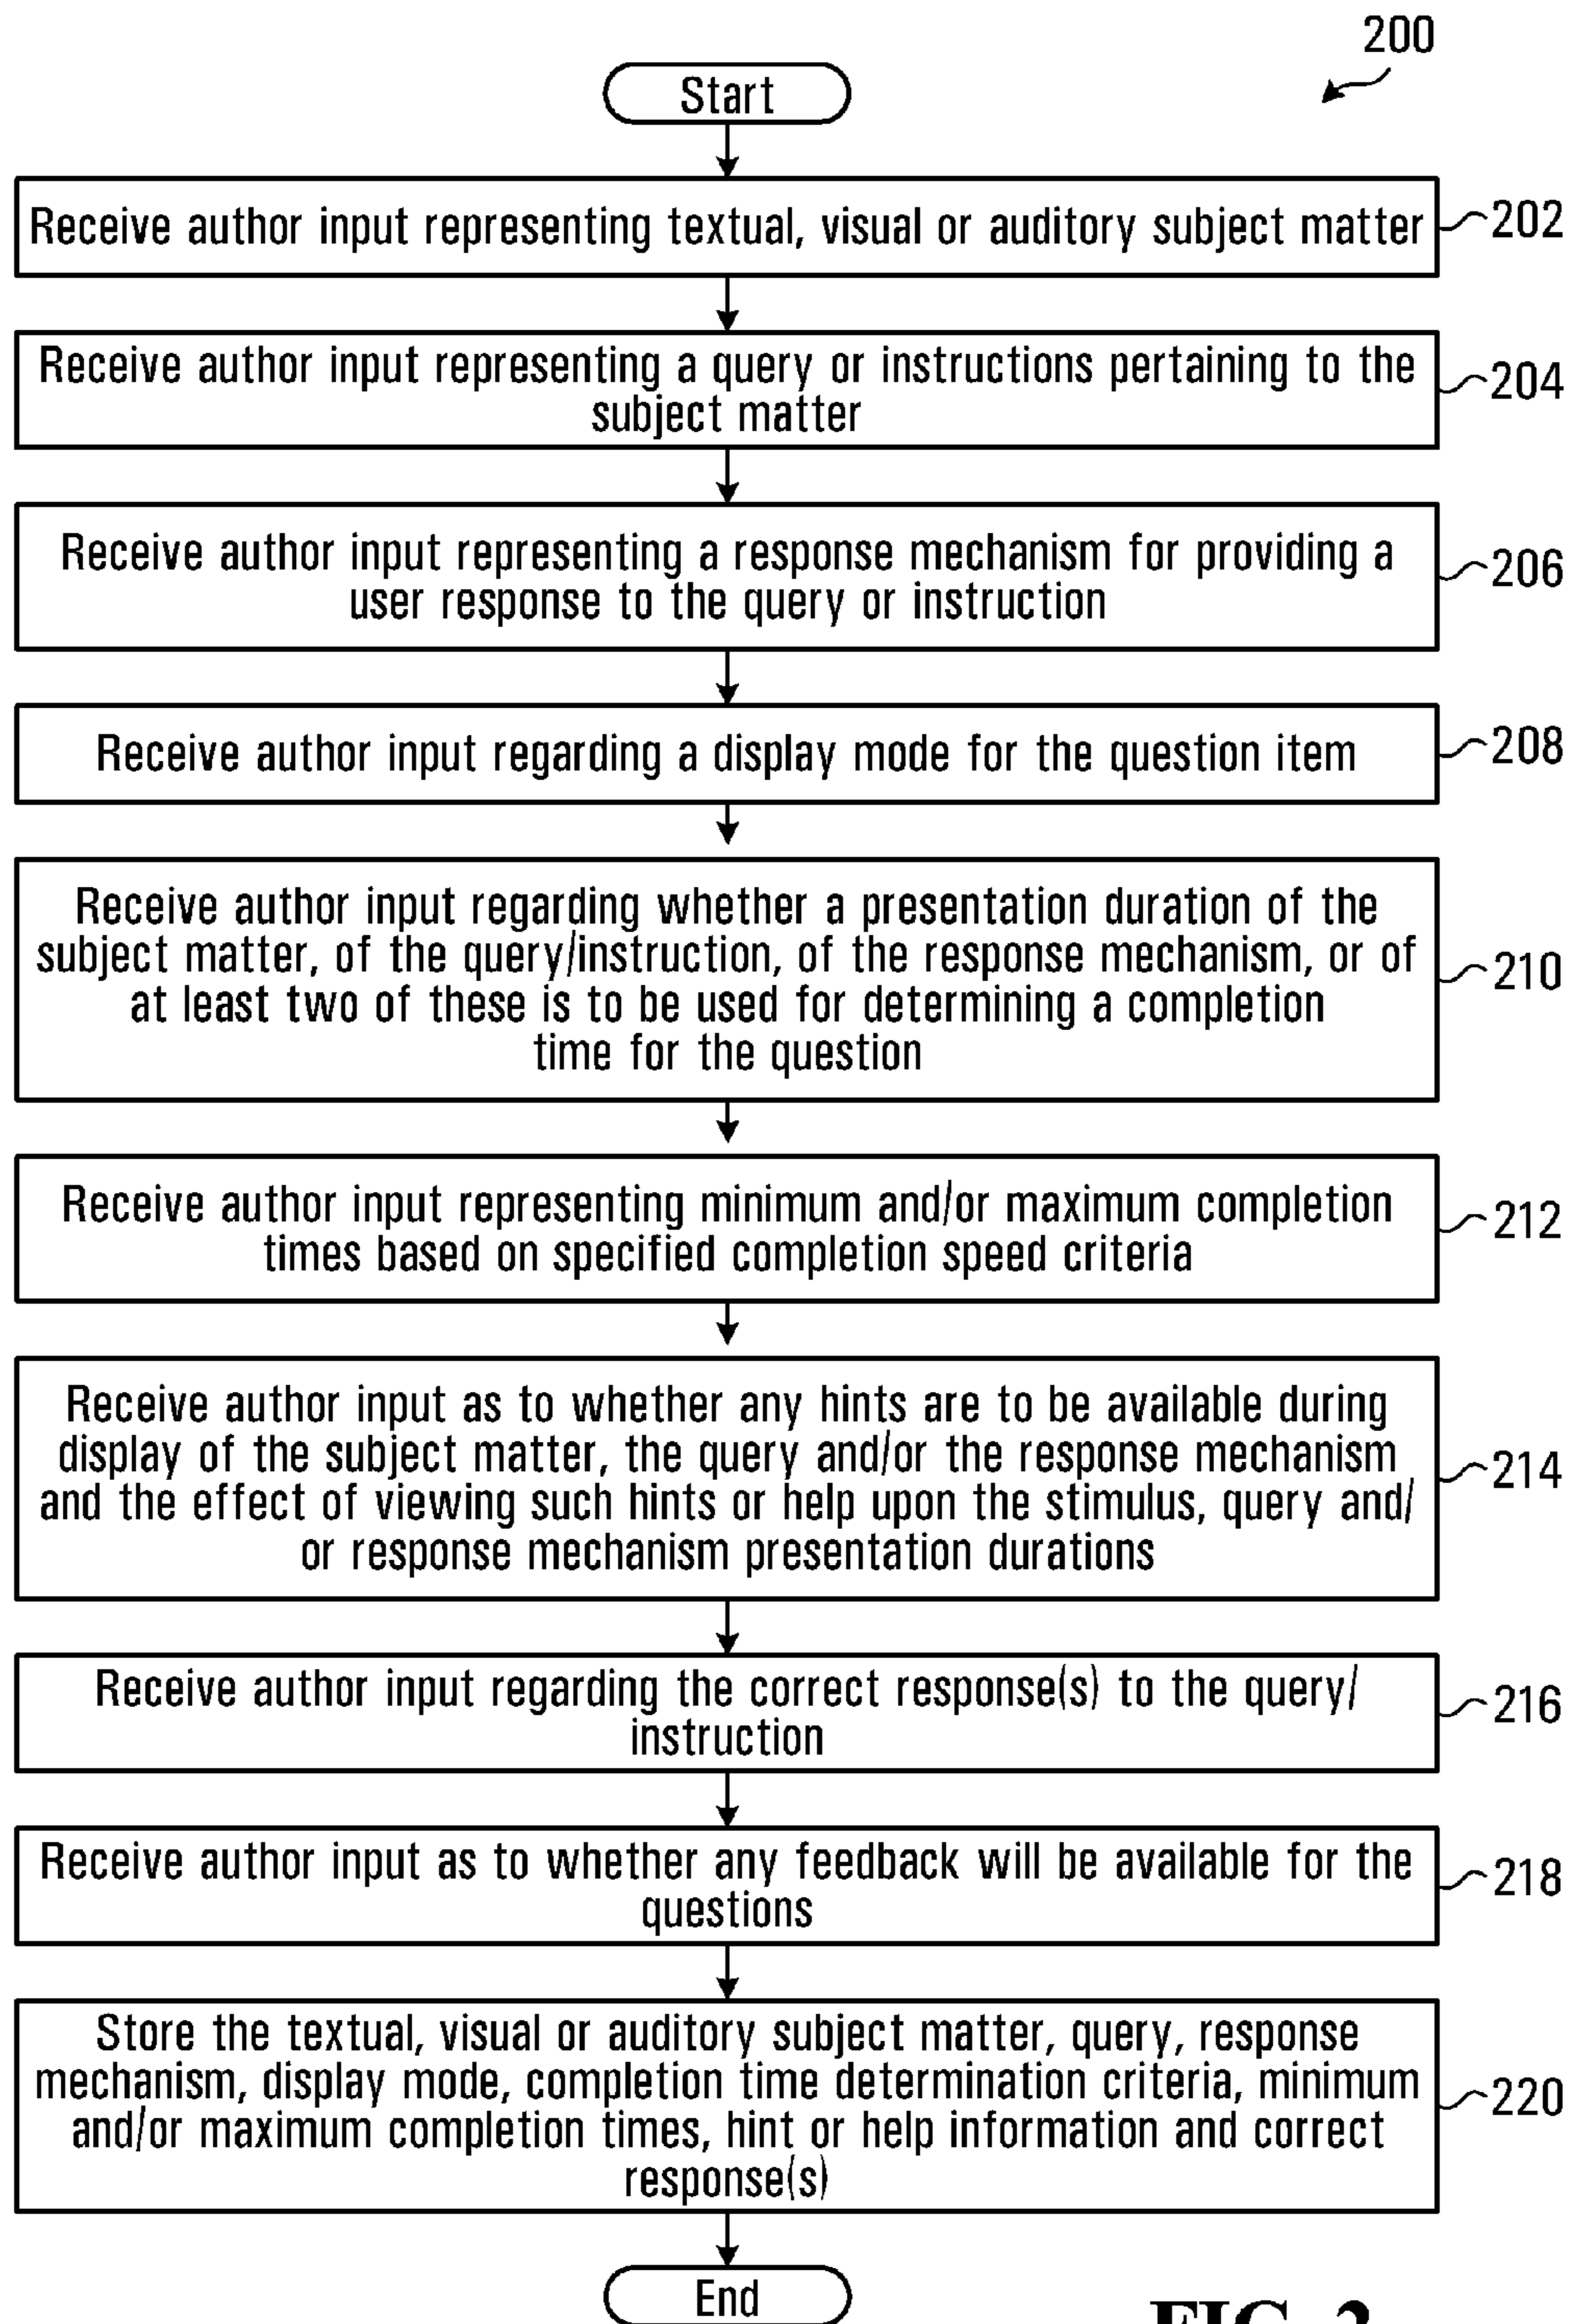 200
Start
Receive author input representing textual, visual or auditory subject matter
202
Receive author input representing a query or instructions pertaining to the
subject matter
204
Receive author input representing a response mechanism for providing a
user response to the query or instruction
206
Receive author input regarding a display mode for the question item
208
Receive author input regarding whether a presentation duration of the
subject matter, of the query/instruction, of the response mechanism, or of
at least two of these is to be used for determining a completion
time for the question
210
Receive author input representing minimum and/or maximum completion
times based on specified completion speed criteria
212
Receive author input as to whether any hints are to be available during
display of the subject matter, the query and/or the response mechanism
and the effect of viewing such hints or help upon the stimulus, query and/
or response mechanism presentation durations
214
Receive author input regarding the correct response(s) to the query/
instruction
216
Receive author input as to whether any feedback will be available for the
questions
218
Store the textual, visual or auditory subject matter, query, response
mechanism, display mode, completion time determination criteria, minimum
and/or maximum completion times, hint or help information and correct
response(s)
220
End